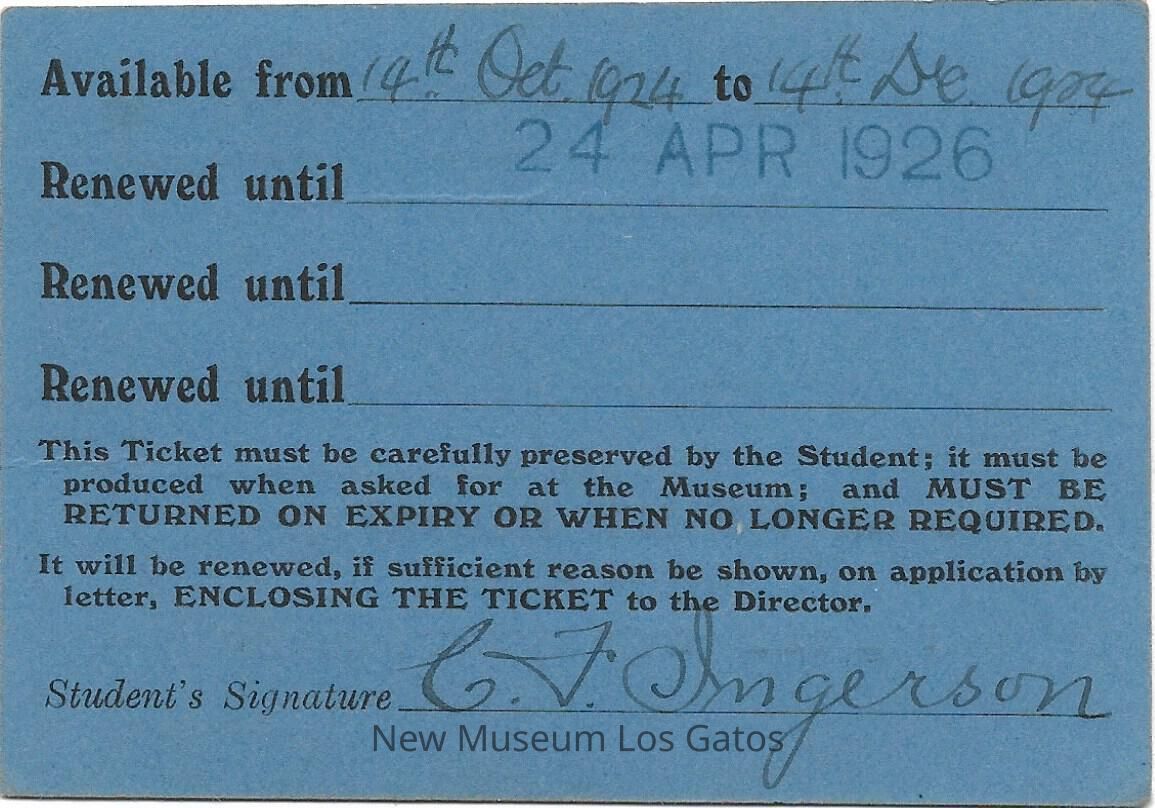 Available from 14th Oct. 1924 to 14th Dec. 1924
24 APR 1926
Renewed until
Renewed until
Renewed until
This Ticket must be carefully preserved by the Student; it must be
produced when asked for at the Museum; and MUST BE
RETURNED ON EXPIRY OR WHEN NO LONGER REQUIRED.
It will be renewed, if sufficient reason be shown, on application by
letter, ENCLOSING THE TICKET to the Director.
Student's Signature C. F. Ingerson
New Museum Los Gatos